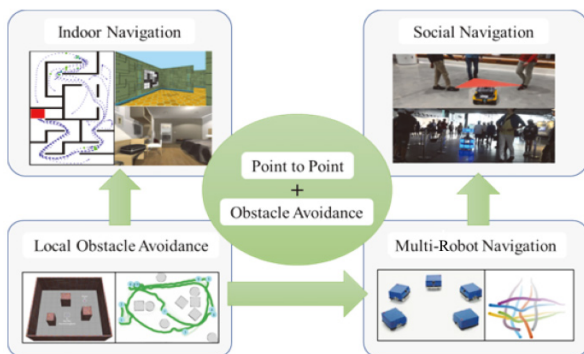 Indoor Navigation
Social Navigation
Point to Point
+
Obstacle Avoidance
Local Obstacle Avoidance
Multi-Robot Navigation